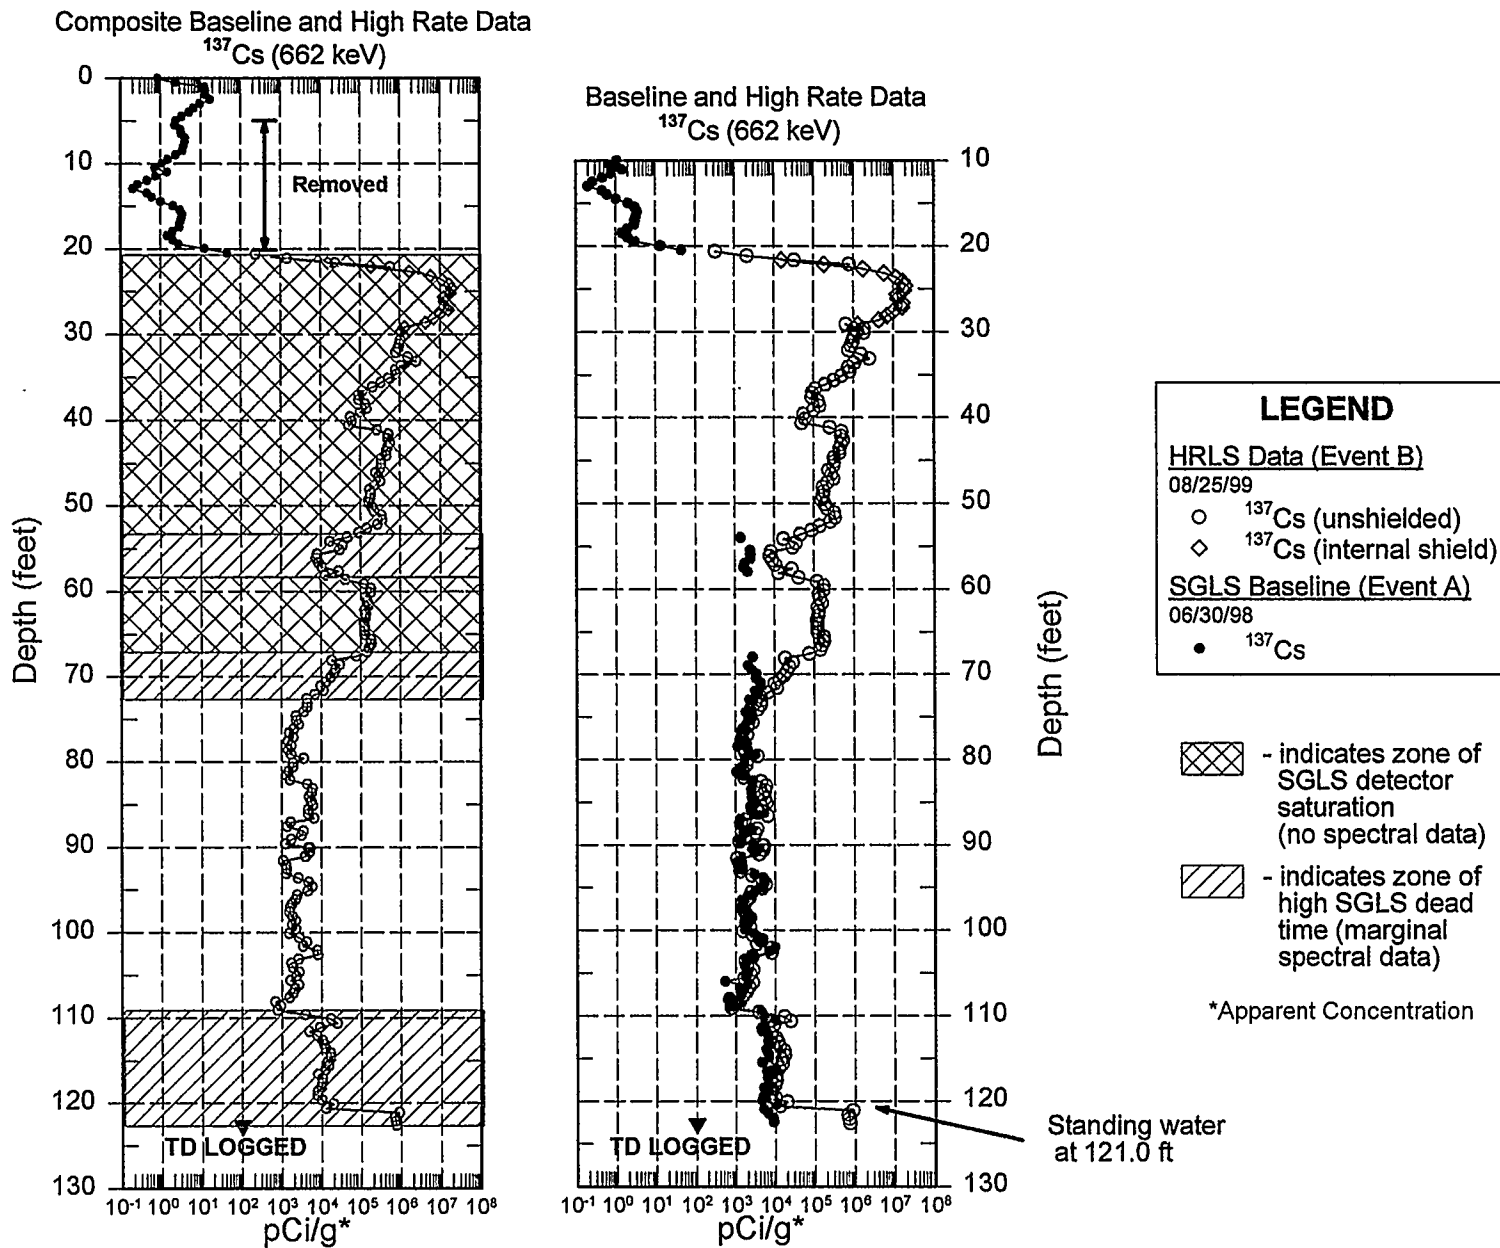 Composite Baseline and High Rate Data
¹³⁷Cs (662 keV)
0
10
20
30
40
50
60
70
80
90
100
110
120
130
Depth (feet)
Removed
TD LOGGED
10⁻¹ 10⁰ 10¹ 10² 10³ 10⁴ 10⁵ 10⁶ 10⁷ 10⁸
pCi/g*
Baseline and High Rate Data
¹³⁷Cs (662 keV)
10
20
30
40
50
60
70
80
90
100
110
120
130
Depth (feet)
TD LOGGED
10⁻¹ 10⁰ 10¹ 10² 10³ 10⁴ 10⁵ 10⁶ 10⁷ 10⁸
pCi/g*
Standing water
at 121.0 ft
LEGEND
HRLS Data (Event B)
08/25/99
¹³⁷Cs (unshielded)
¹³⁷Cs (internal shield)
SGLS Baseline (Event A)
06/30/98
¹³⁷Cs
- indicates zone of
SGLS detector
saturation
(no spectral data)
- indicates zone of
high SGLS dead
time (marginal
spectral data)
*Apparent Concentration